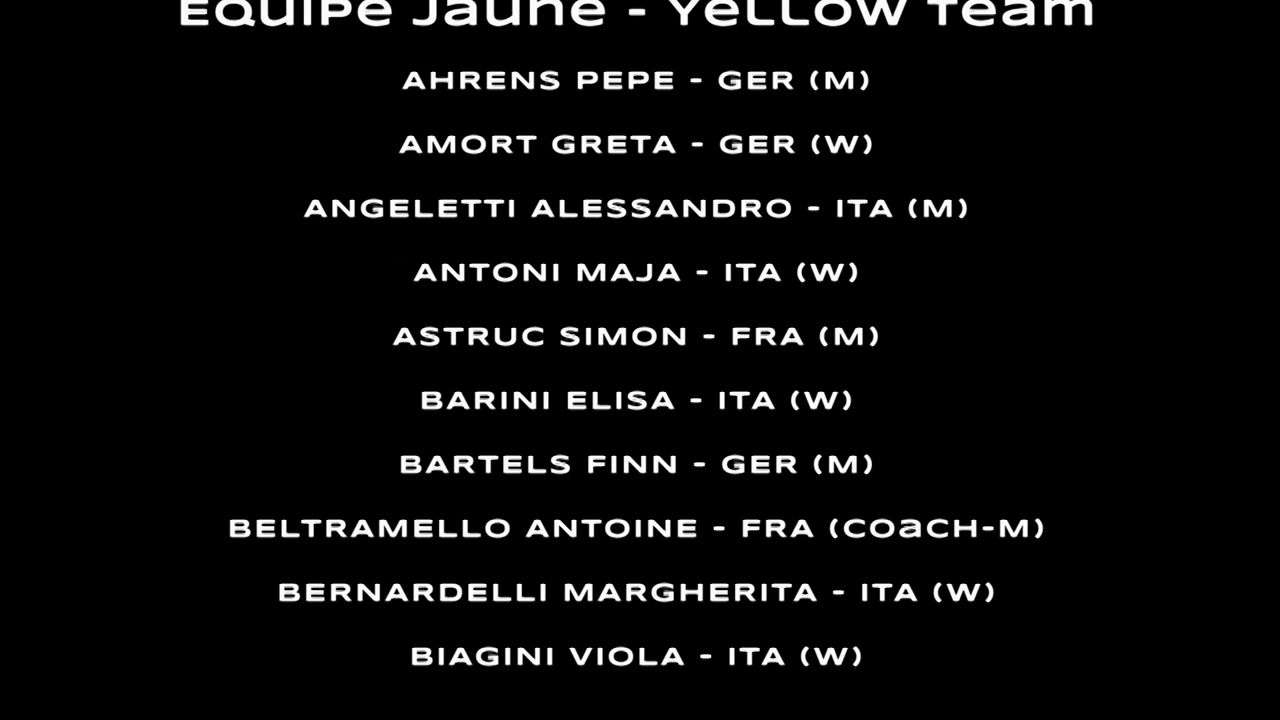 Equipe Jaune - Yellow Team
AHRENS PEPE - GER (M)
AMORT GRETA - GER (W)
ANGELETTI ALESSANDRO - ITA (M)
ANTONI MAJA - ITA (W)
ASTRUC SIMON - FRA (M)
BARINI ELISA - ITA (W)
BARTELS FINN - GER (M)
BELTRAMELLO ANTOINE - FRA (Coach-M)
BERNARDELLI MARGHERITA - ITA (W)
BIAGINI VIOLA - ITA (W)